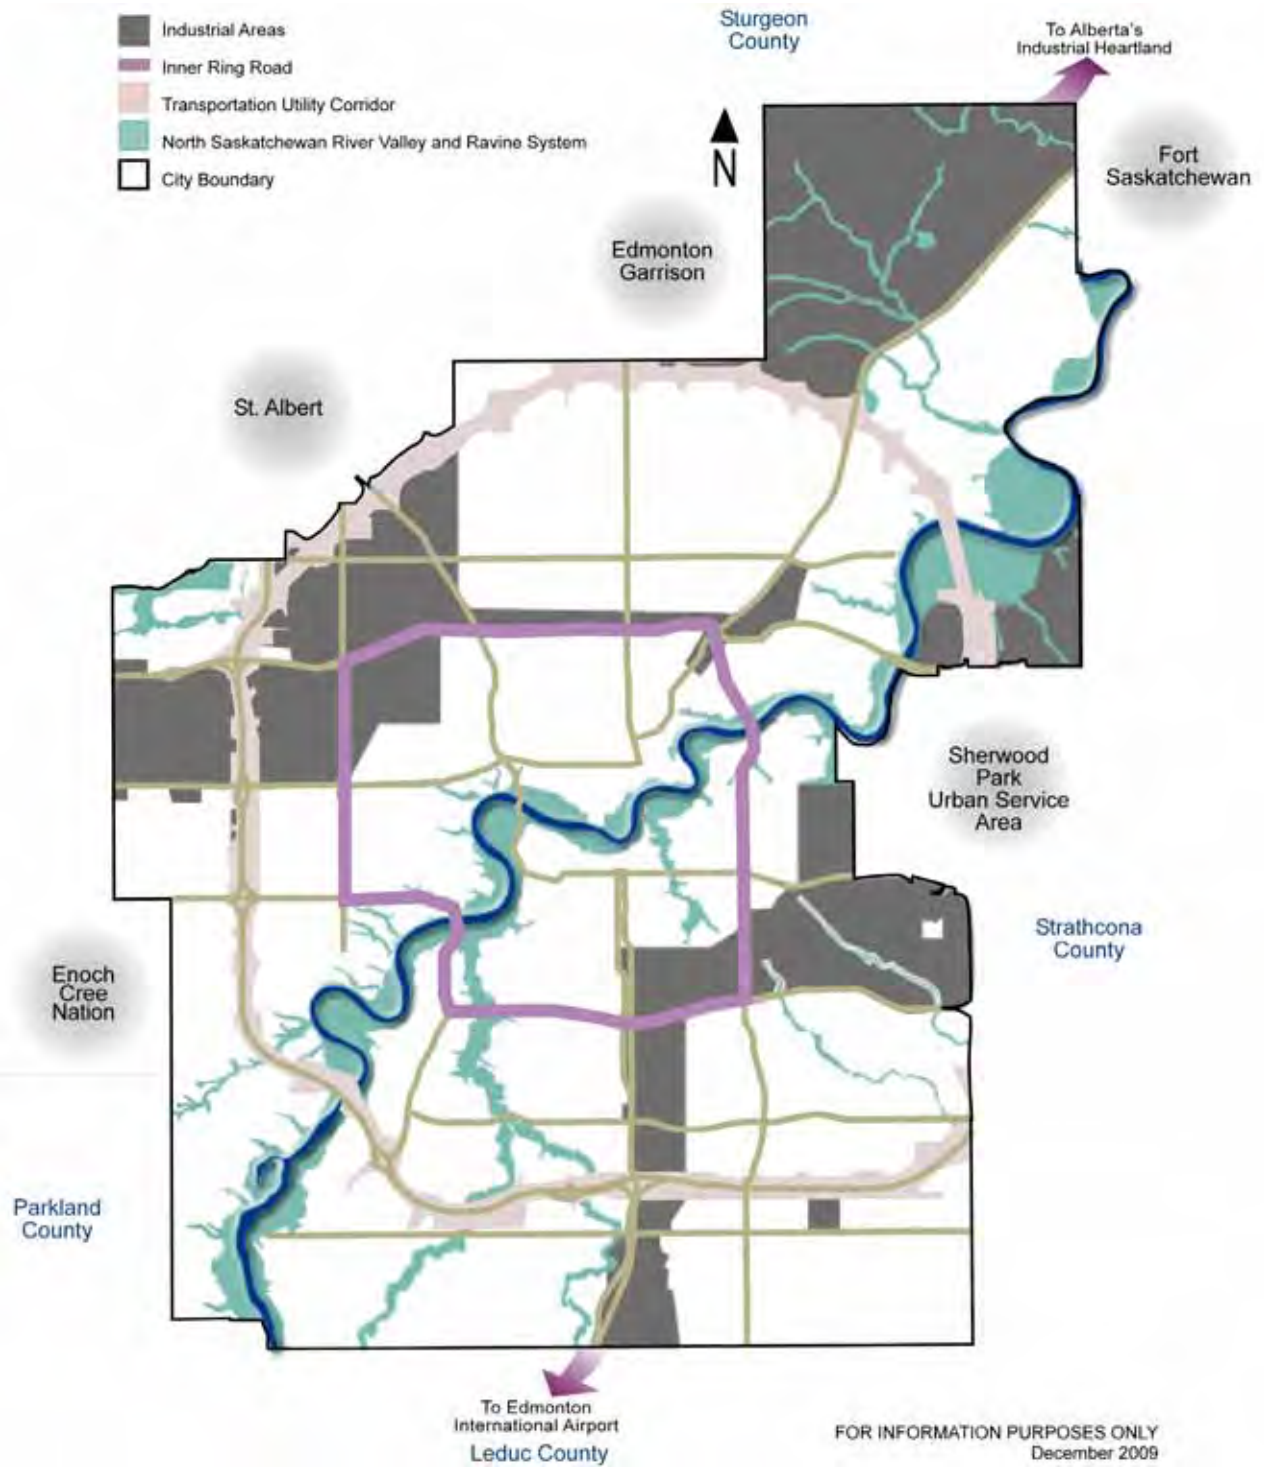 Industrial Areas
Inner Ring Road
Transportation Utility Corridor
North Saskatchewan River Valley and Ravine System
City Boundary
Sturgeon
County
To Alberta's
Industrial Heartland
N
Fort
Saskatchewan
Edmonton
Garrison
St. Albert
Sherwood
Park
Urban Service
Area
Strathcona
County
Enoch
Cree
Nation
Parkland
County
To Edmonton
International Airport
Leduc County
FOR INFORMATION PURPOSES ONLY
December 2009